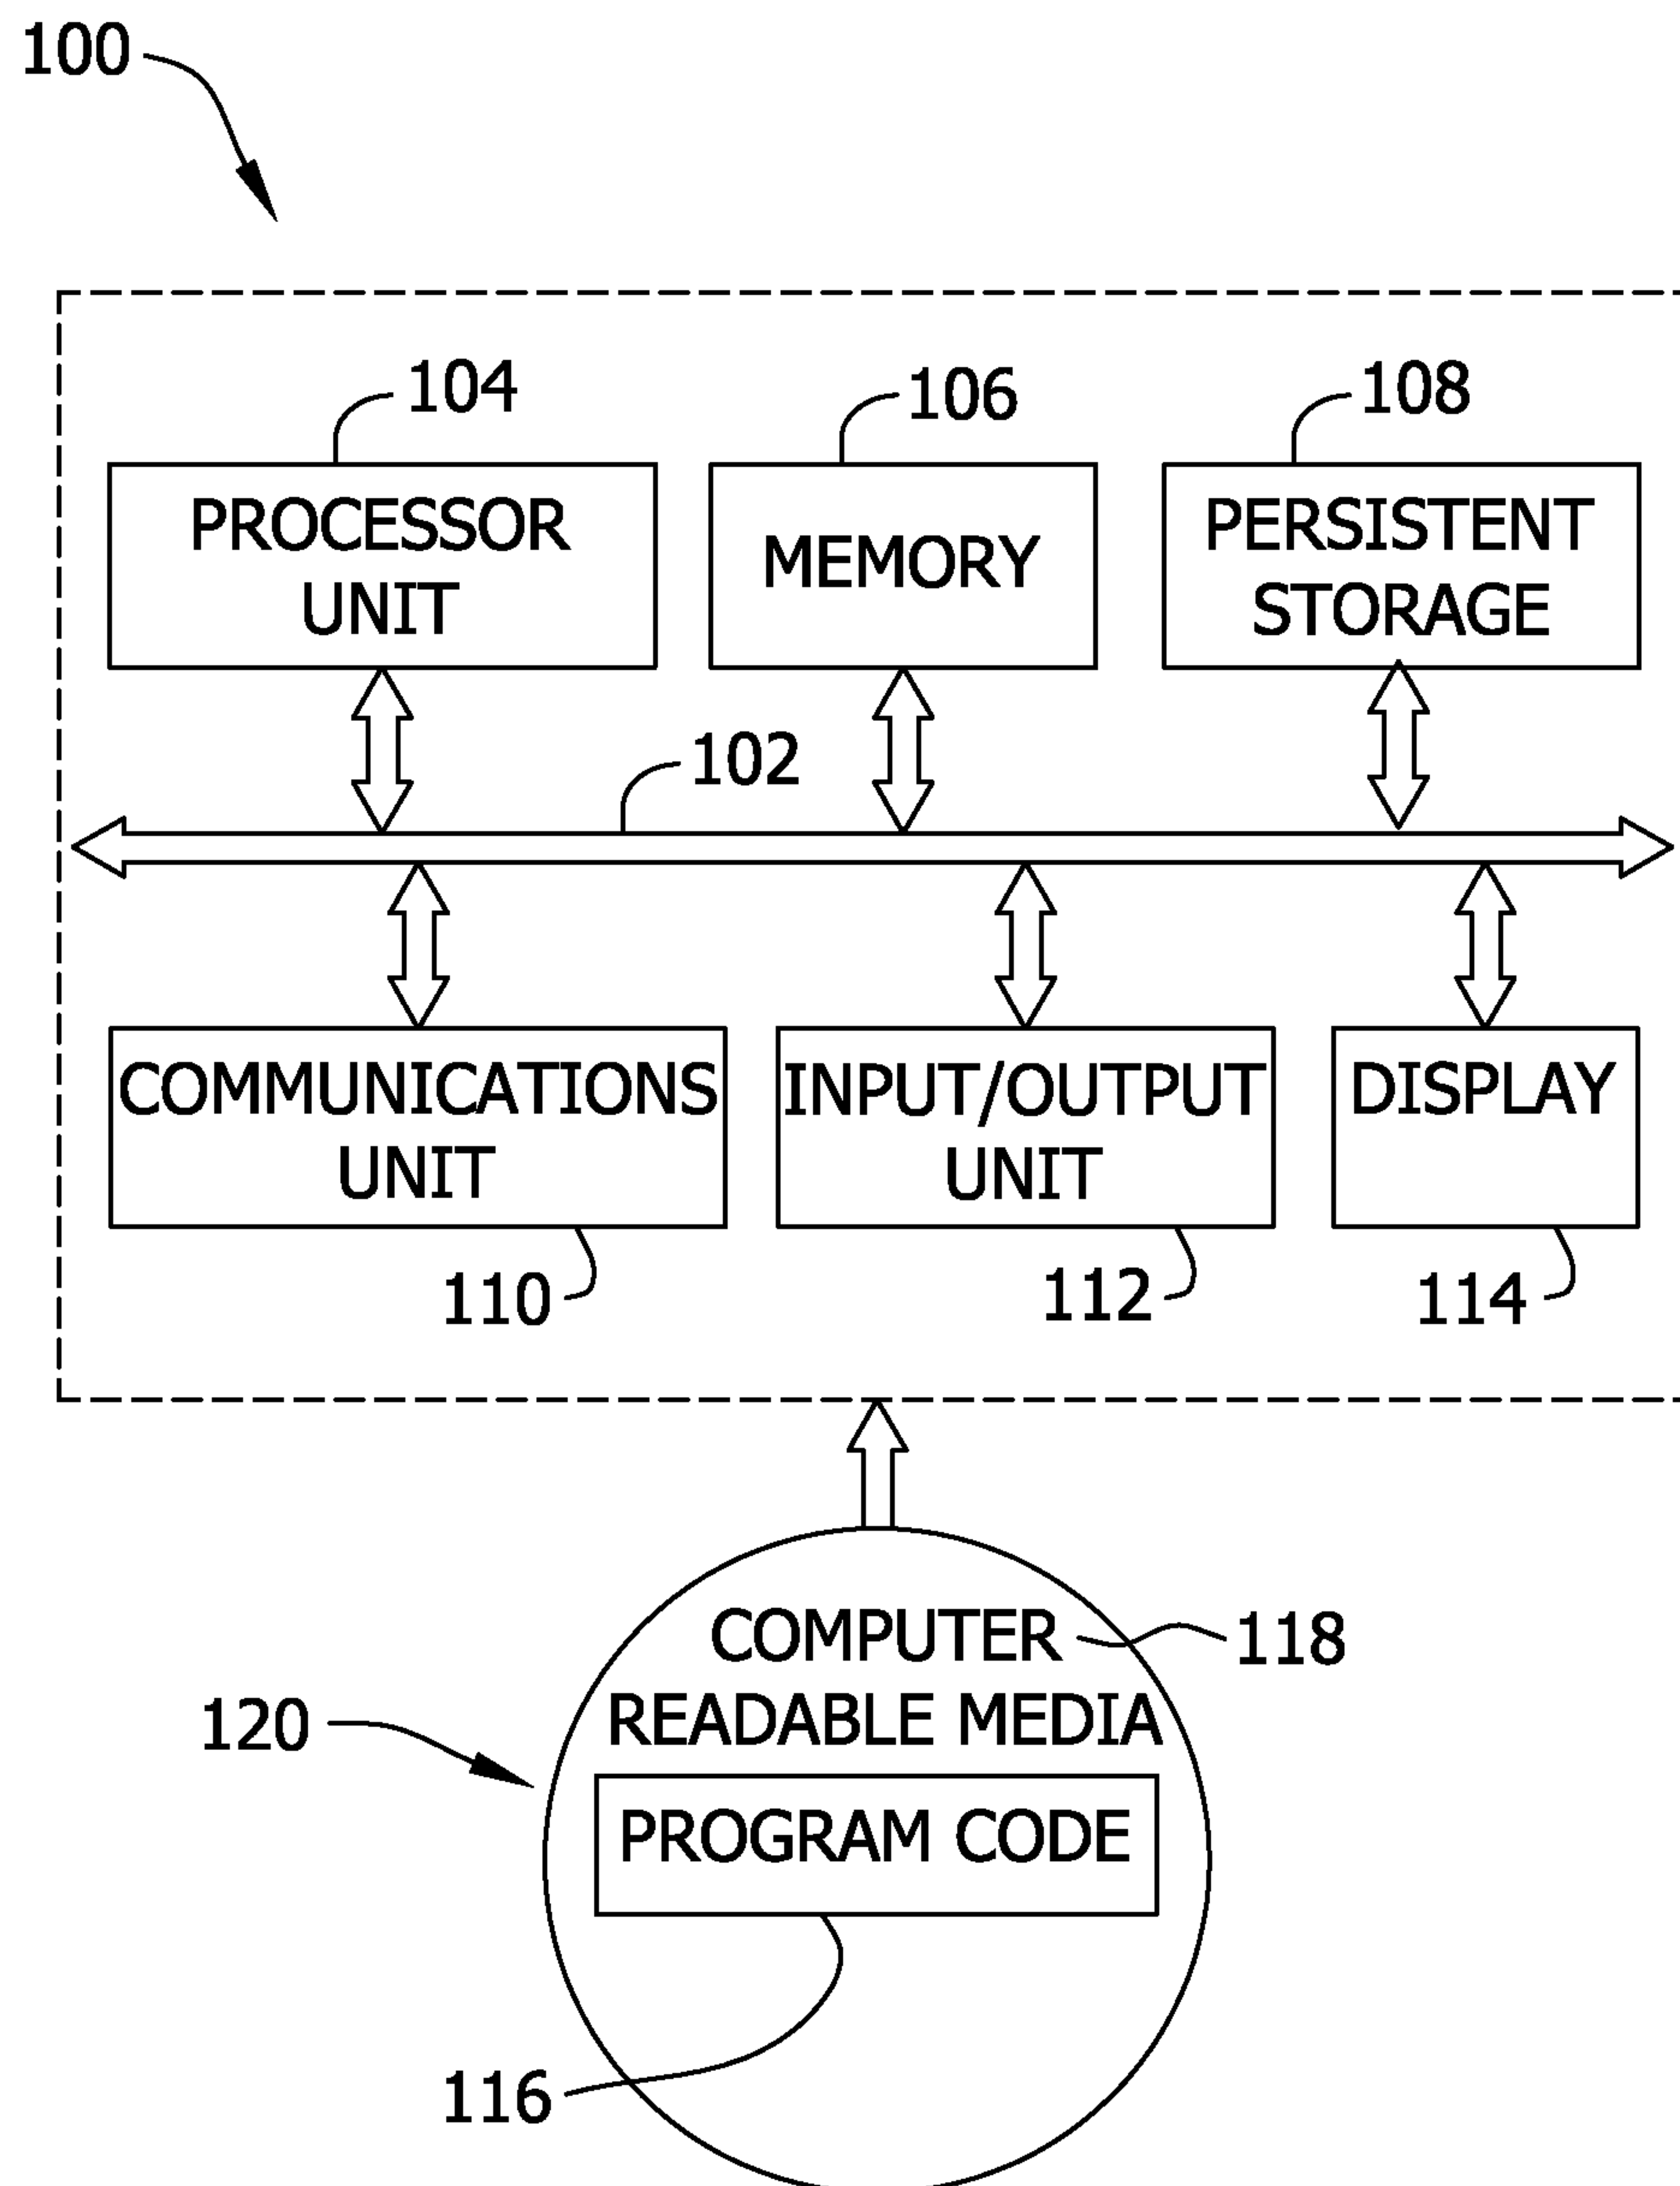 100
104
106
108
PROCESSOR
UNIT
MEMORY
PERSISTENT
STORAGE
102
COMMUNICATIONS
UNIT
INPUT/OUTPUT
UNIT
DISPLAY
110
112
114
COMPUTER
READABLE MEDIA
118
120
PROGRAM CODE
116